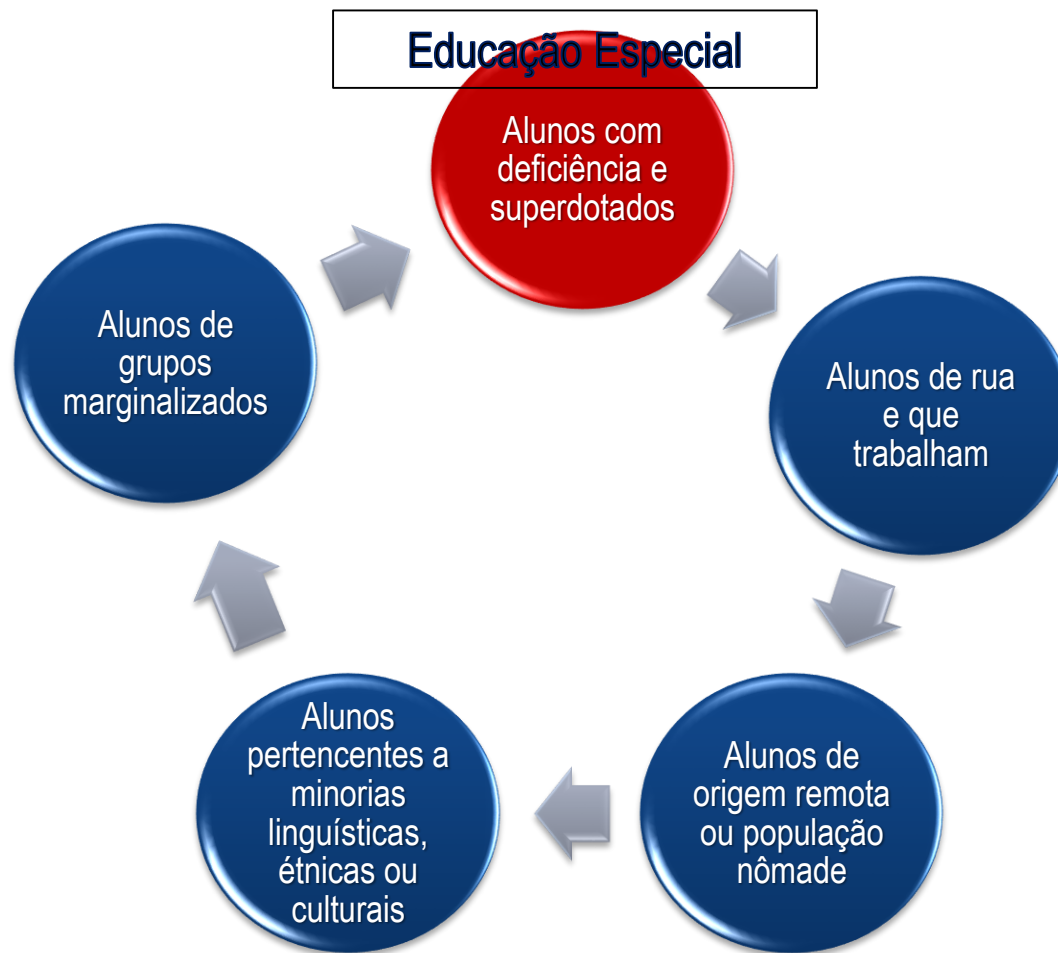 Educação Especial
Alunos com
deficiência e
superdotados
Alunos de rua
e que
trabalham
Alunos de
origem remota
ou população
nômade
Alunos
pertencentes a
minorias
linguísticas,
étnicas ou
culturais
Alunos de
grupos
marginalizados